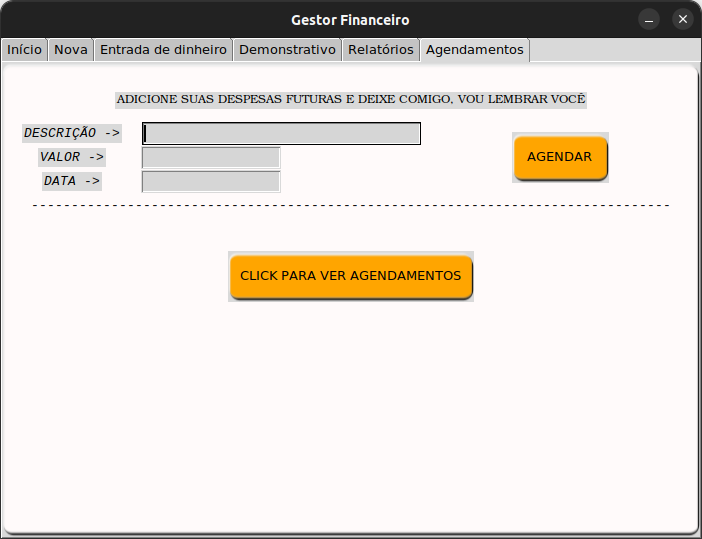 Gestor Financeiro
Início Nova Entrada de dinheiro Demonstrativo Relatórios Agendamentos
ADICIONE SUAS DESPESAS FUTURAS E DEIXE COMIGO, VOU LEMBRAR VOCÊ
DESCRIÇÃO ->
VALOR ->
AGENDAR
DATA ->
--------------------------------------------------------------------------------
CLICK PARA VER AGENDAMENTOS